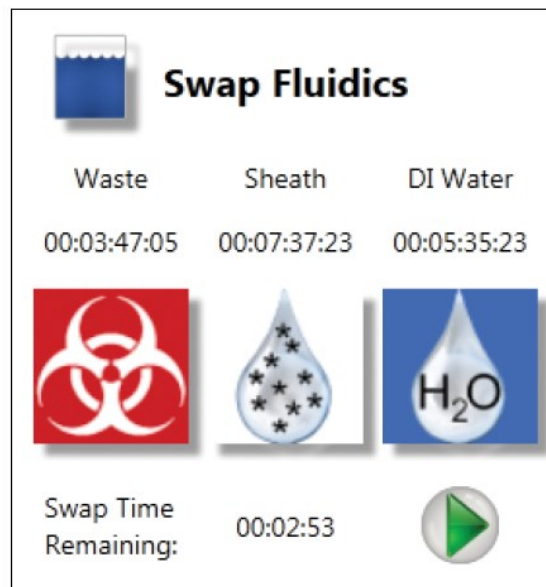 Swap Fluidics
Waste Sheath DI Water
00:03:47:05 00:07:37:23 00:05:35:23
H₂O
Swap Time
Remaining:
00:02:53